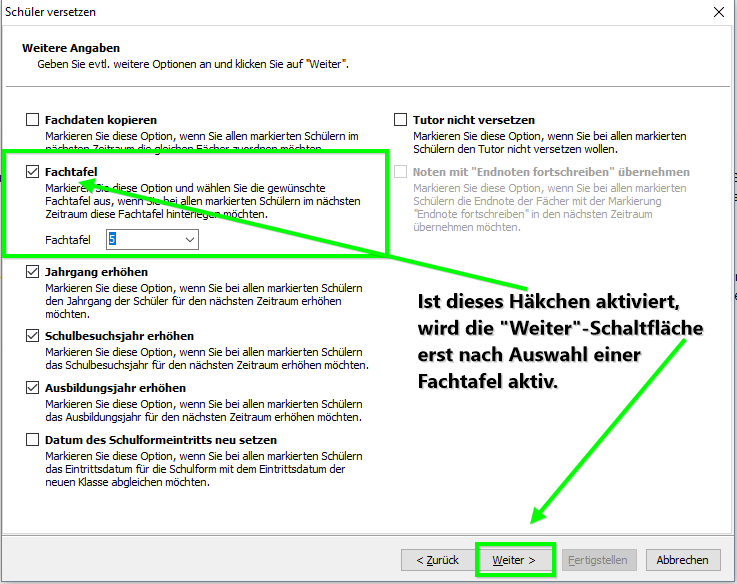 Schüler versetzen
Weitere Angaben
Geben Sie evtl. weitere Optionen an und klicken Sie auf "Weiter".
Fachdaten kopieren
Markieren Sie diese Option, wenn Sie allen markierten Schülern im
nächsten Zeitraum die gleichen Fächer zuordnen möchten.
Fachtafel
Markieren Sie diese Option und wählen Sie die gewünschte
Fachtafel aus, wenn Sie bei allen markierten Schülern im nächsten
Zeitraum diese Fachtafel hinterlegen möchten.
Fachtafel 5
Jahrgang erhöhen
Markieren Sie diese Option, wenn Sie bei allen markierten Schülern
den Jahrgang der Schüler für den nächsten Zeitraum erhöhen
möchten.
Schulbesuchsjahr erhöhen
Markieren Sie diese Option, wenn Sie bei allen markierten Schülern
das Schulbesuchsjahr für den nächsten Zeitraum erhöhen möchten.
Ausbildungsjahr erhöhen
Markieren Sie diese Option, wenn Sie bei allen markierten Schülern
das Ausbildungsjahr für den nächsten Zeitraum erhöhen möchten.
Datum des Schulformeintritts neu setzen
Markieren Sie diese Option, wenn Sie bei allen markierten Schülern
das Eintrittsdatum für die Schulform mit dem Eintrittsdatum der
neuen Klasse abgleichen möchten.
Tutor nicht versetzen
Markieren Sie diese Option, wenn Sie bei allen markierten
Schülern den Tutor nicht versetzen wollen.
Noten mit "Endnoten fortschreiben" übernehmen
Markieren Sie diese Option, wenn Sie bei allen markierten
Schülern die Endnote der Fächer mit der Markierung
"Endnote fortschreiben" in den nächsten Zeitraum
übernehmen möchten.
Ist dieses Häkchen aktiviert,
wird die "Weiter"-Schaltfläche
erst nach Auswahl einer
Fachtafel aktiv.
< Zurück
Weiter >
Fertigstellen
Abbrechen